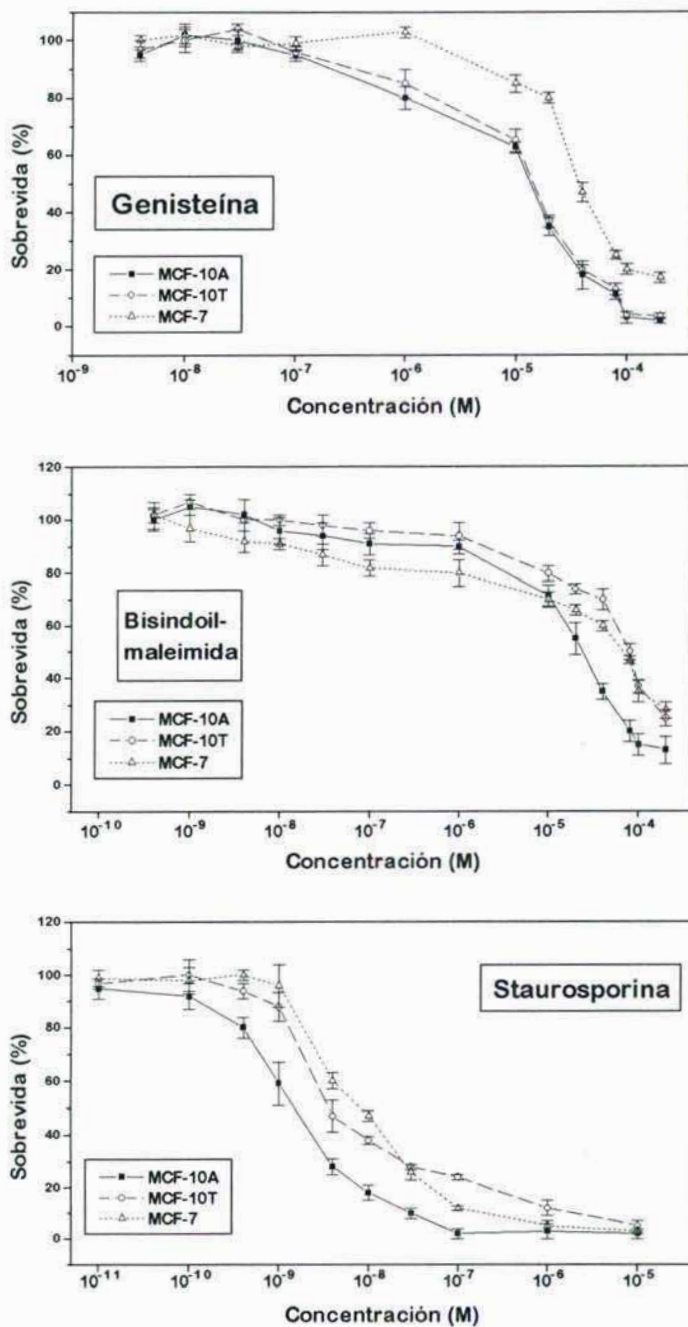 100
80
60
40
20
0
Sobrevida (%)
Genisteína
MCF-10A
MCF-10T
MCF-7
10-9
10-8
10-7
10-6
10-5
10-4
Concentración (M)
120
100
80
60
40
20
0
Sobrevida (%)
Bisindoil-
maleimida
MCF-10A
MCF-10T
MCF-7
10-10
10-9
10-8
10-7
10-6
10-5
10-4
Concentración (M)
120
100
80
60
40
20
0
Sobrevida (%)
Staurosporina
MCF-10A
MCF-10T
MCF-7
10-11
10-10
10-9
10-8
10-7
10-6
10-5
Concentración (M)